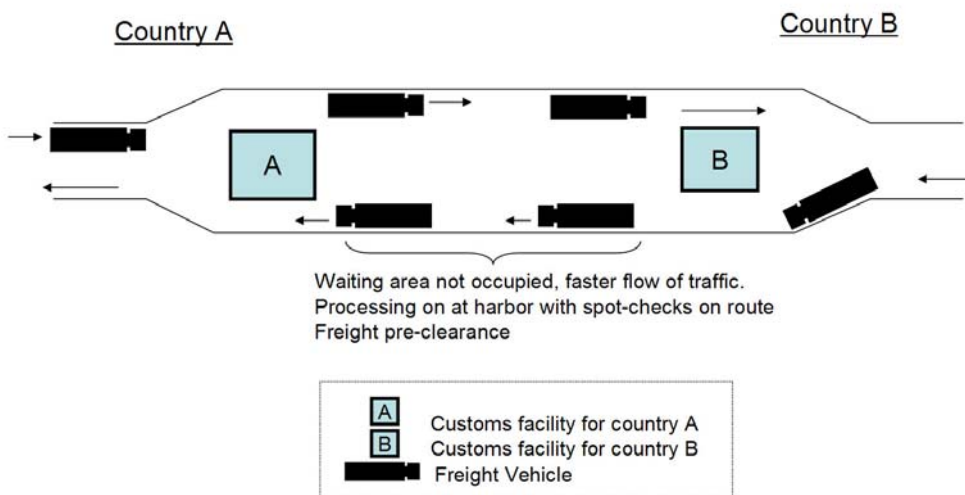 Country A
Country B
A
B
Waiting area not occupied, faster flow of traffic.
Processing on at harbor with spot-checks on route
Freight pre-clearance
A
Customs facility for country A
B
Customs facility for country B
Freight Vehicle